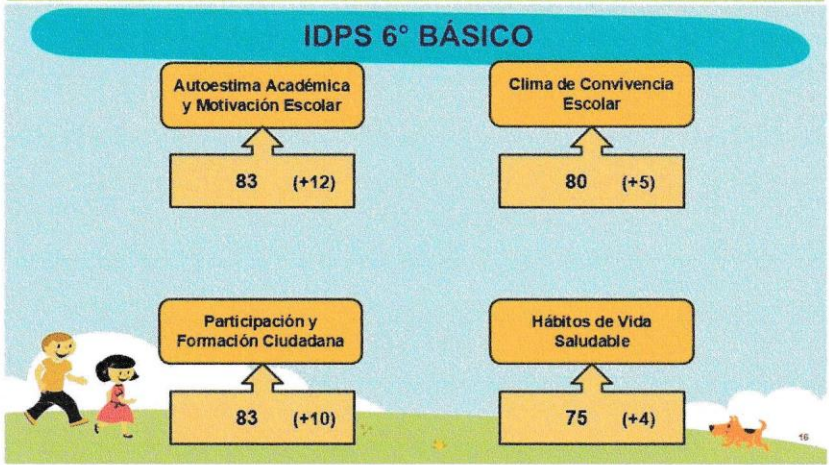 IDPS 6° BÁSICO
Autoestima Académica
y Motivación Escolar
83 (+12)
Clima de Convivencia
Escolar
80 (+5)
Participación y
Formación Ciudadana
83 (+10)
Hábitos de Vida
Saludable
75 (+4)
16